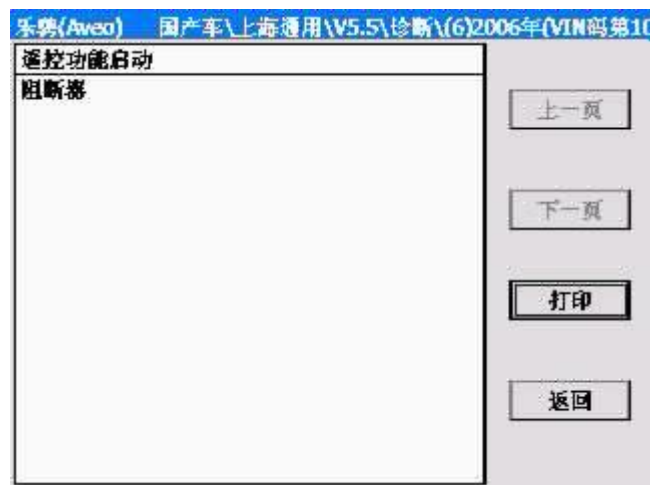 乐骋(Aveo) 国产车\上海通用\V5.5\诊断\(6)2006年(VIN码第10
遥控功能启动
阻断器
上一页
下一页
打印
返回